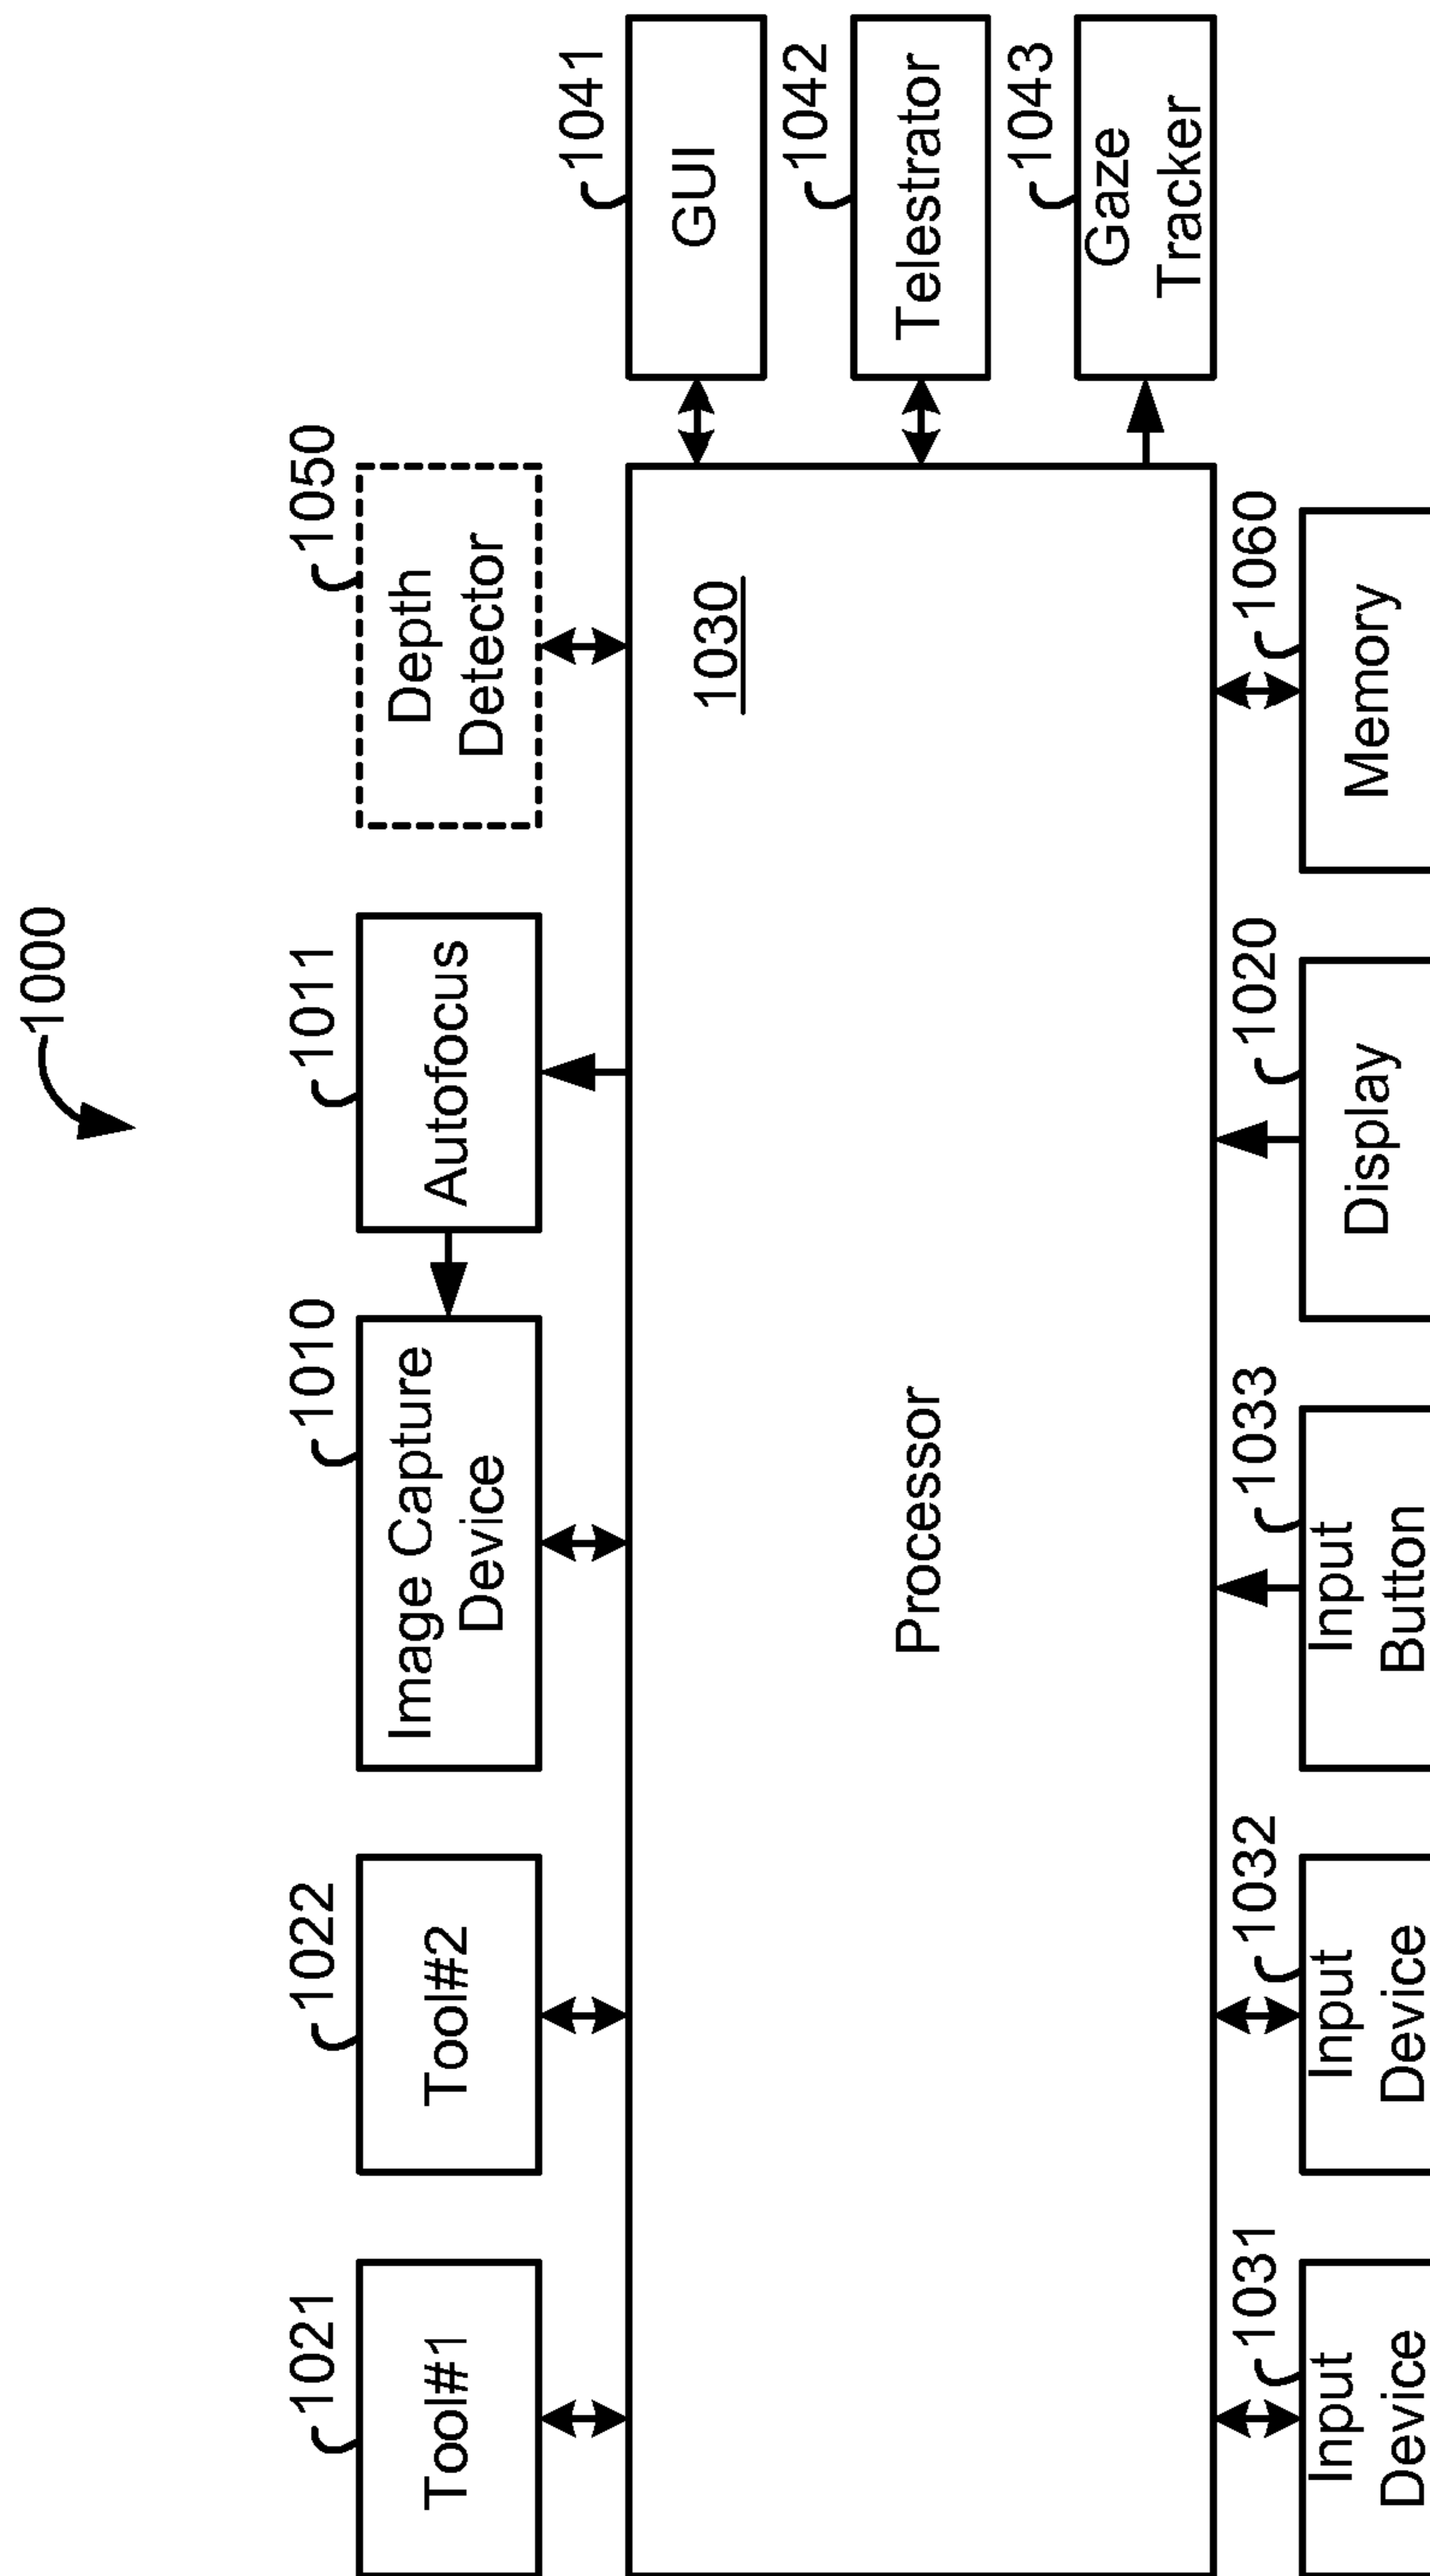 1000
1021
Tool#1
1022
Tool#2
1010
Image Capture
Device
1011
Autofocus
1050
Depth
Detector
1030
Processor
1041
GUI
1042
Telestrator
1043
Gaze
Tracker
1031
Input
Device
1032
Input
Device
1033
Input
Button
1020
Display
1060
Memory